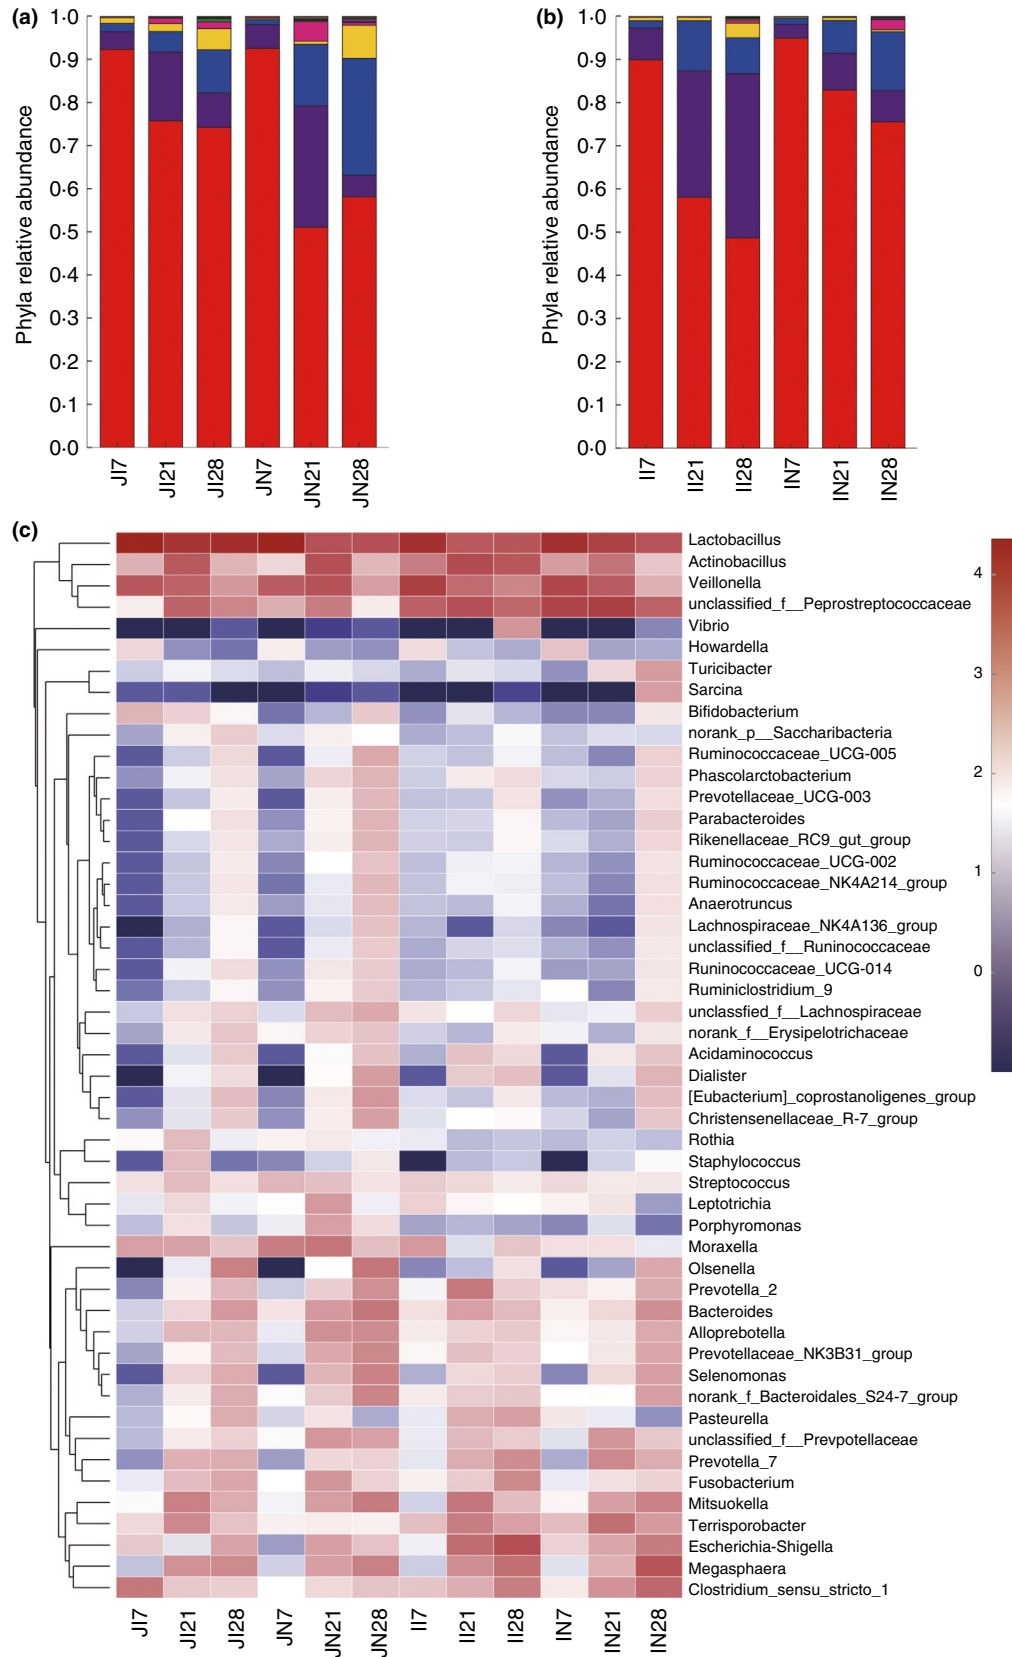 (a)
Phyla relative abundance
1·0
0·9
0·8
0·7
0·6
0·5
0·4
0·3
0·2
0·1
0·0
JI7
JI21
JI28
JN7
JN21
JN28
(b)
Phyla relative abundance
1·0
0·9
0·8
0·7
0·6
0·5
0·4
0·3
0·2
0·1
0·0
II7
II21
II28
IN7
IN21
IN28
(c)
Lactobacillus
Actinobacillus
Veillonella
unclassified_f__Peprostreptococcaceae
Vibrio
Howardella
Turicibacter
Sarcina
Bifidobacterium
norank_p__Saccharibacteria
Ruminococcaceae_UCG-005
Phascolarctobacterium
Prevotellaceae_UCG-003
Parabacteroides
Rikenellaceae_RC9_gut_group
Ruminococcaceae_UCG-002
Ruminococcaceae_NK4A214_group
Anaerotruncus
Lachnospiraceae_NK4A136_group
unclassified_f__Runinococcaceae
Runinococcaceae_UCG-014
Ruminiclostridium_9
unclassfied_f__Lachnospiraceae
norank_f__Erysipelotrichaceae
Acidaminococcus
Dialister
[Eubacterium]_coprostanoligenes_group
Christensenellaceae_R-7_group
Rothia
Staphylococcus
Streptococcus
Leptotrichia
Porphyromonas
Moraxella
Olsenella
Prevotella_2
Bacteroides
Alloprebotella
Prevotellaceae_NK3B31_group
Selenomonas
norank_f_Bacteroidales_S24-7_group
Pasteurella
unclassified_f__Prevpotellaceae
Prevotella_7
Fusobacterium
Mitsuokella
Terrisporobacter
Escherichia-Shigella
Megasphaera
Clostridium_sensu_stricto_1
4
3
2
1
0
JI7
JI21
JI28
JN7
JN21
JN28
II7
II21
II28
IN7
IN21
IN28